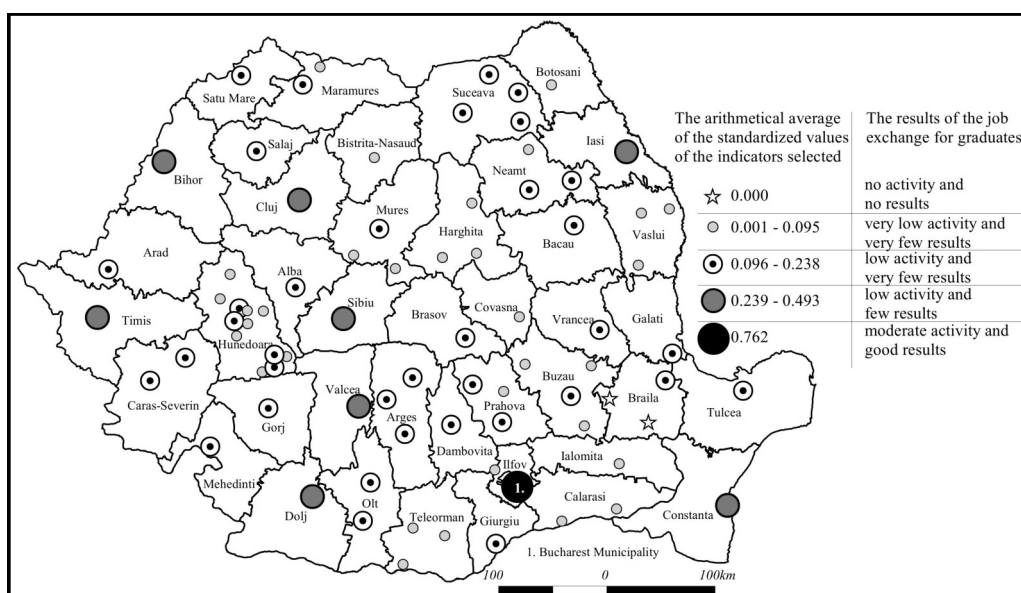 Botosani
Suceava
Satu Mare
Maramures
Iasi
Salaj
Bistrita-Nasaud
Bihor
Neamt
Cluj
Mures
Harghita
Bacau
Vaslui
Arad
Alba
Timis
Sibiu
Covasna
Brasov
Vrancea
Galati
Hunedoara
Caras-Severin
Valcea
Buzau
Braila
Tulcea
Gorj
Arges
Prahova
Dambovita
Ilfov
Ialomita
1.
Mehedinti
Olt
Calarasi
Dolj
Teleorman
Giurgiu
Constanta
1. Bucharest Municipality
100
0
100km
The arithmetical average
of the standardized values
of the indicators selected
The results of the job
exchange for graduates
0.000
no activity and
no results
0.001 - 0.095
very low activity and
very few results
0.096 - 0.238
low activity and
very few results
0.239 - 0.493
low activity and
few results
0.762
moderate activity and
good results